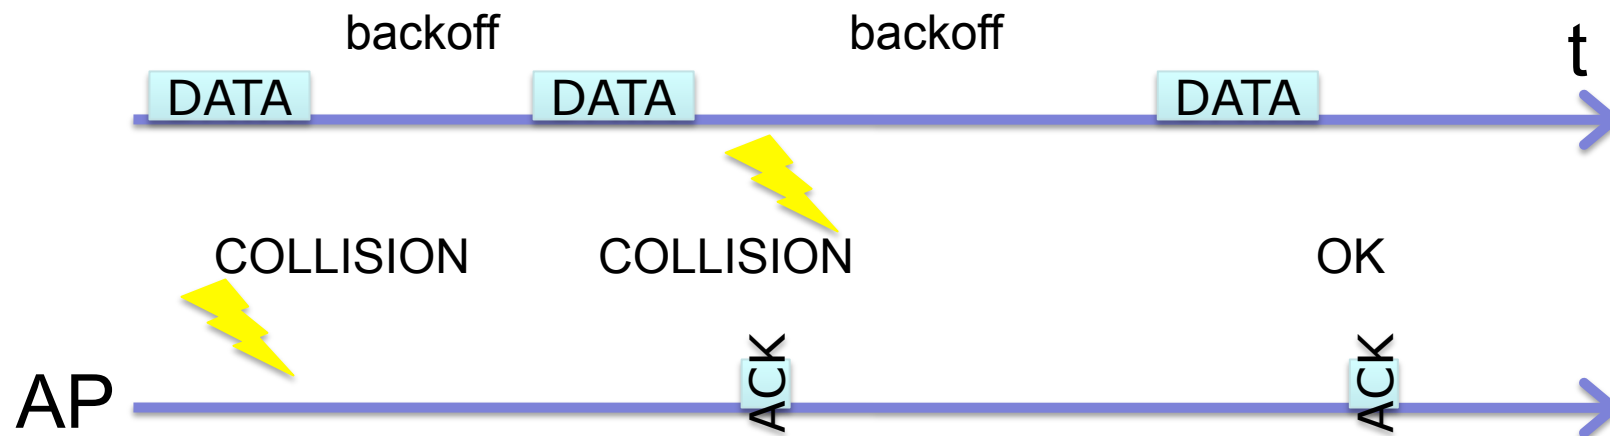 backoff backoff t
DATA DATA DATA
COLLISION COLLISION OK
AP ACK ACK